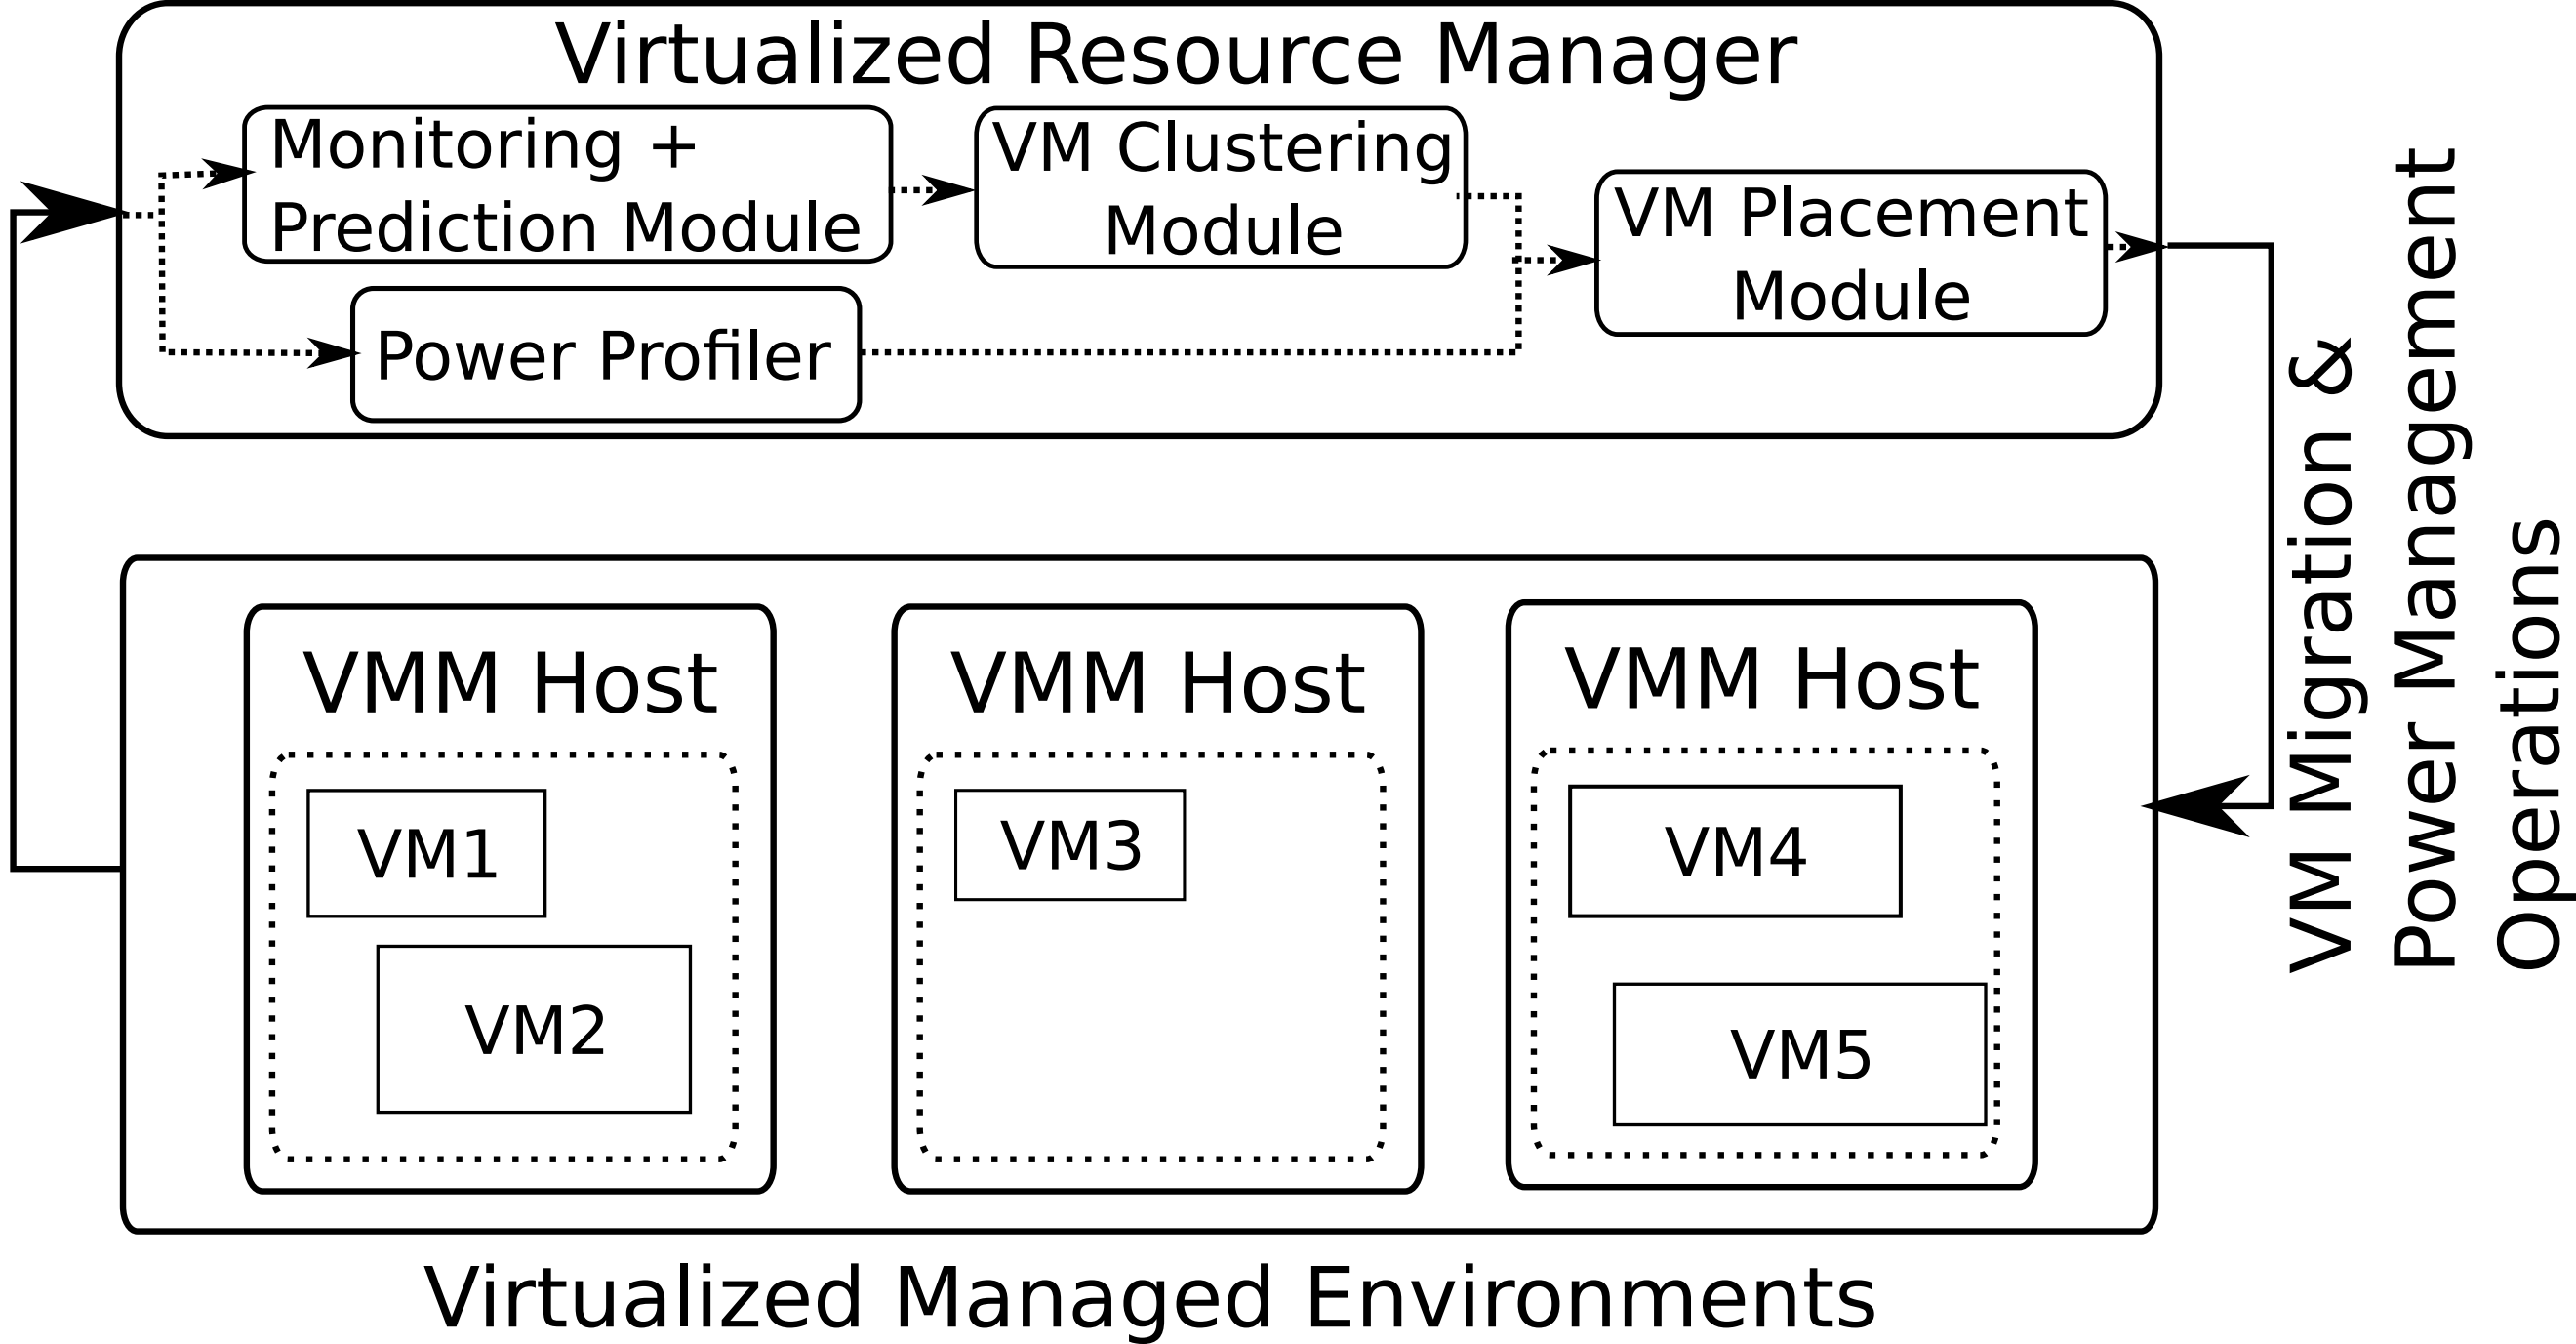 Virtualized Resource Manager
Monitoring +
Prediction Module
VM Clustering
Module
VM Placement
Module
Power Profiler
VM Migration &
Power Management
Operations
VMM Host
VM1
VM2
VMM Host
VM3
VMM Host
VM4
VM5
Virtualized Managed Environments